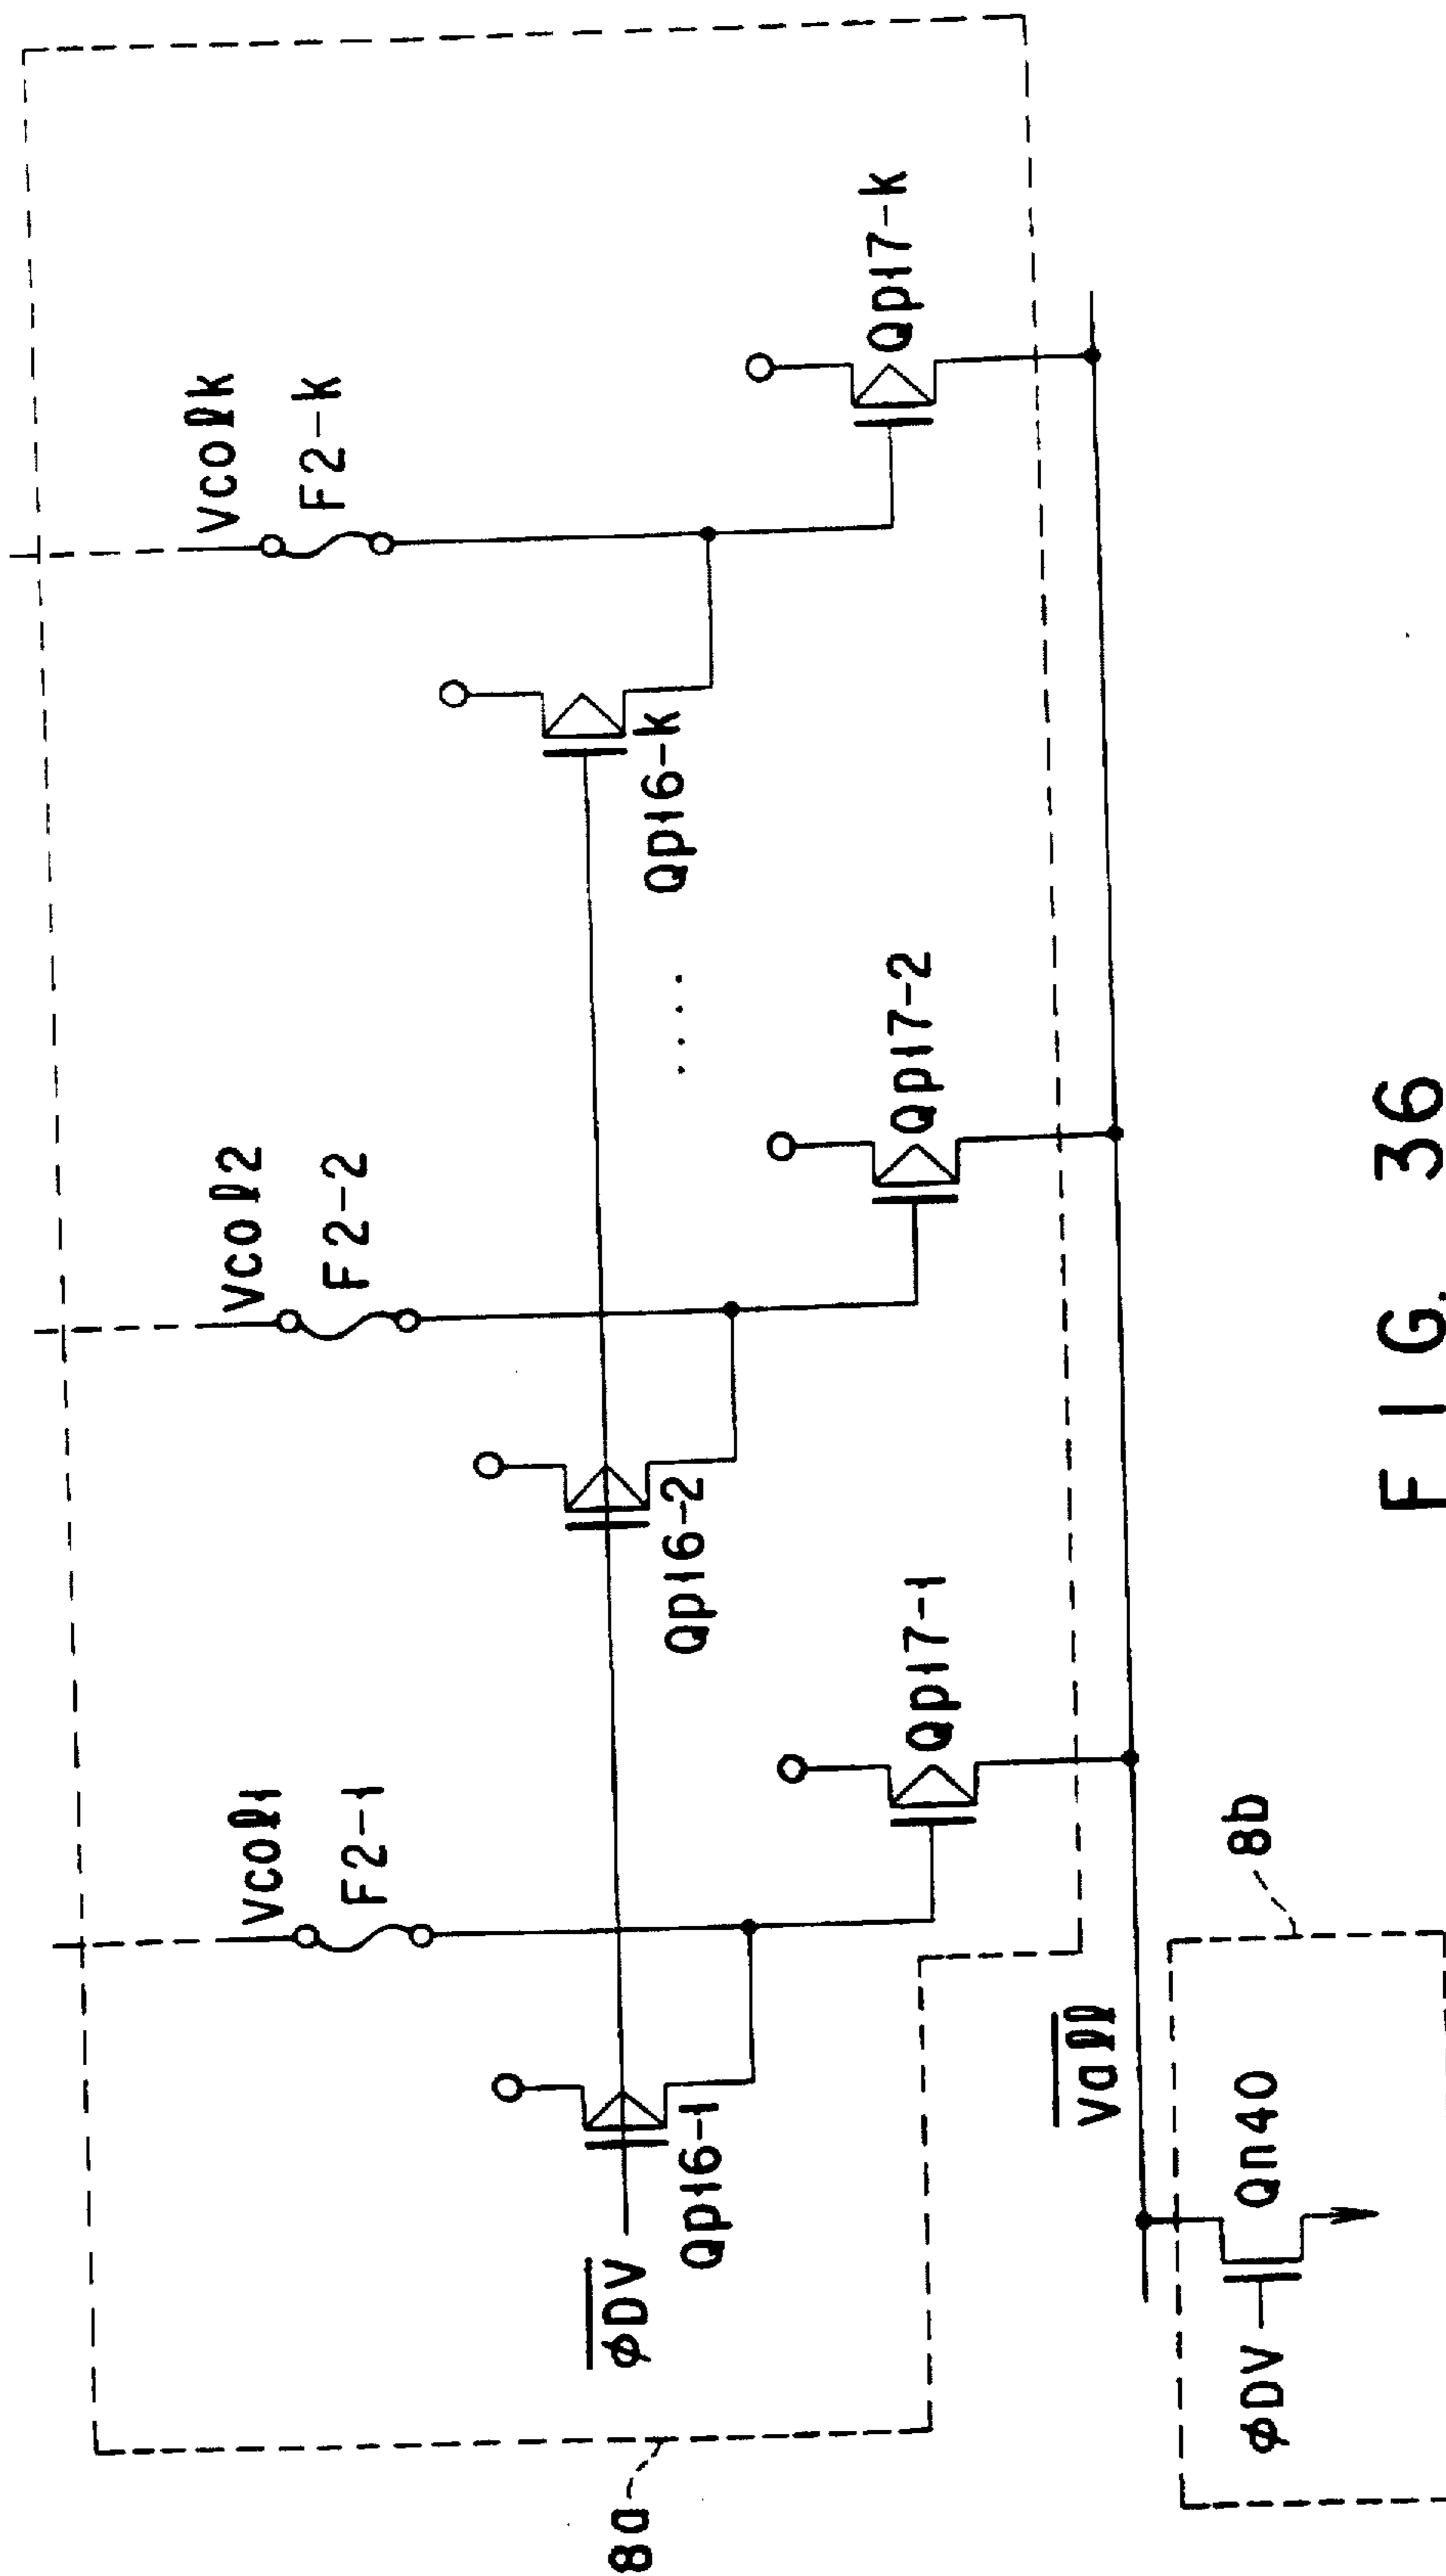 Vcol1
F2-1
Vcol2
F2-2
Vcolk
F2-k
φDV
Qp16-1
Qp16-2
....
Qp16-k
Qp17-1
Qp17-2
Qp17-k
8a
Vall
φDV
Qn40
8b
FIG. 36